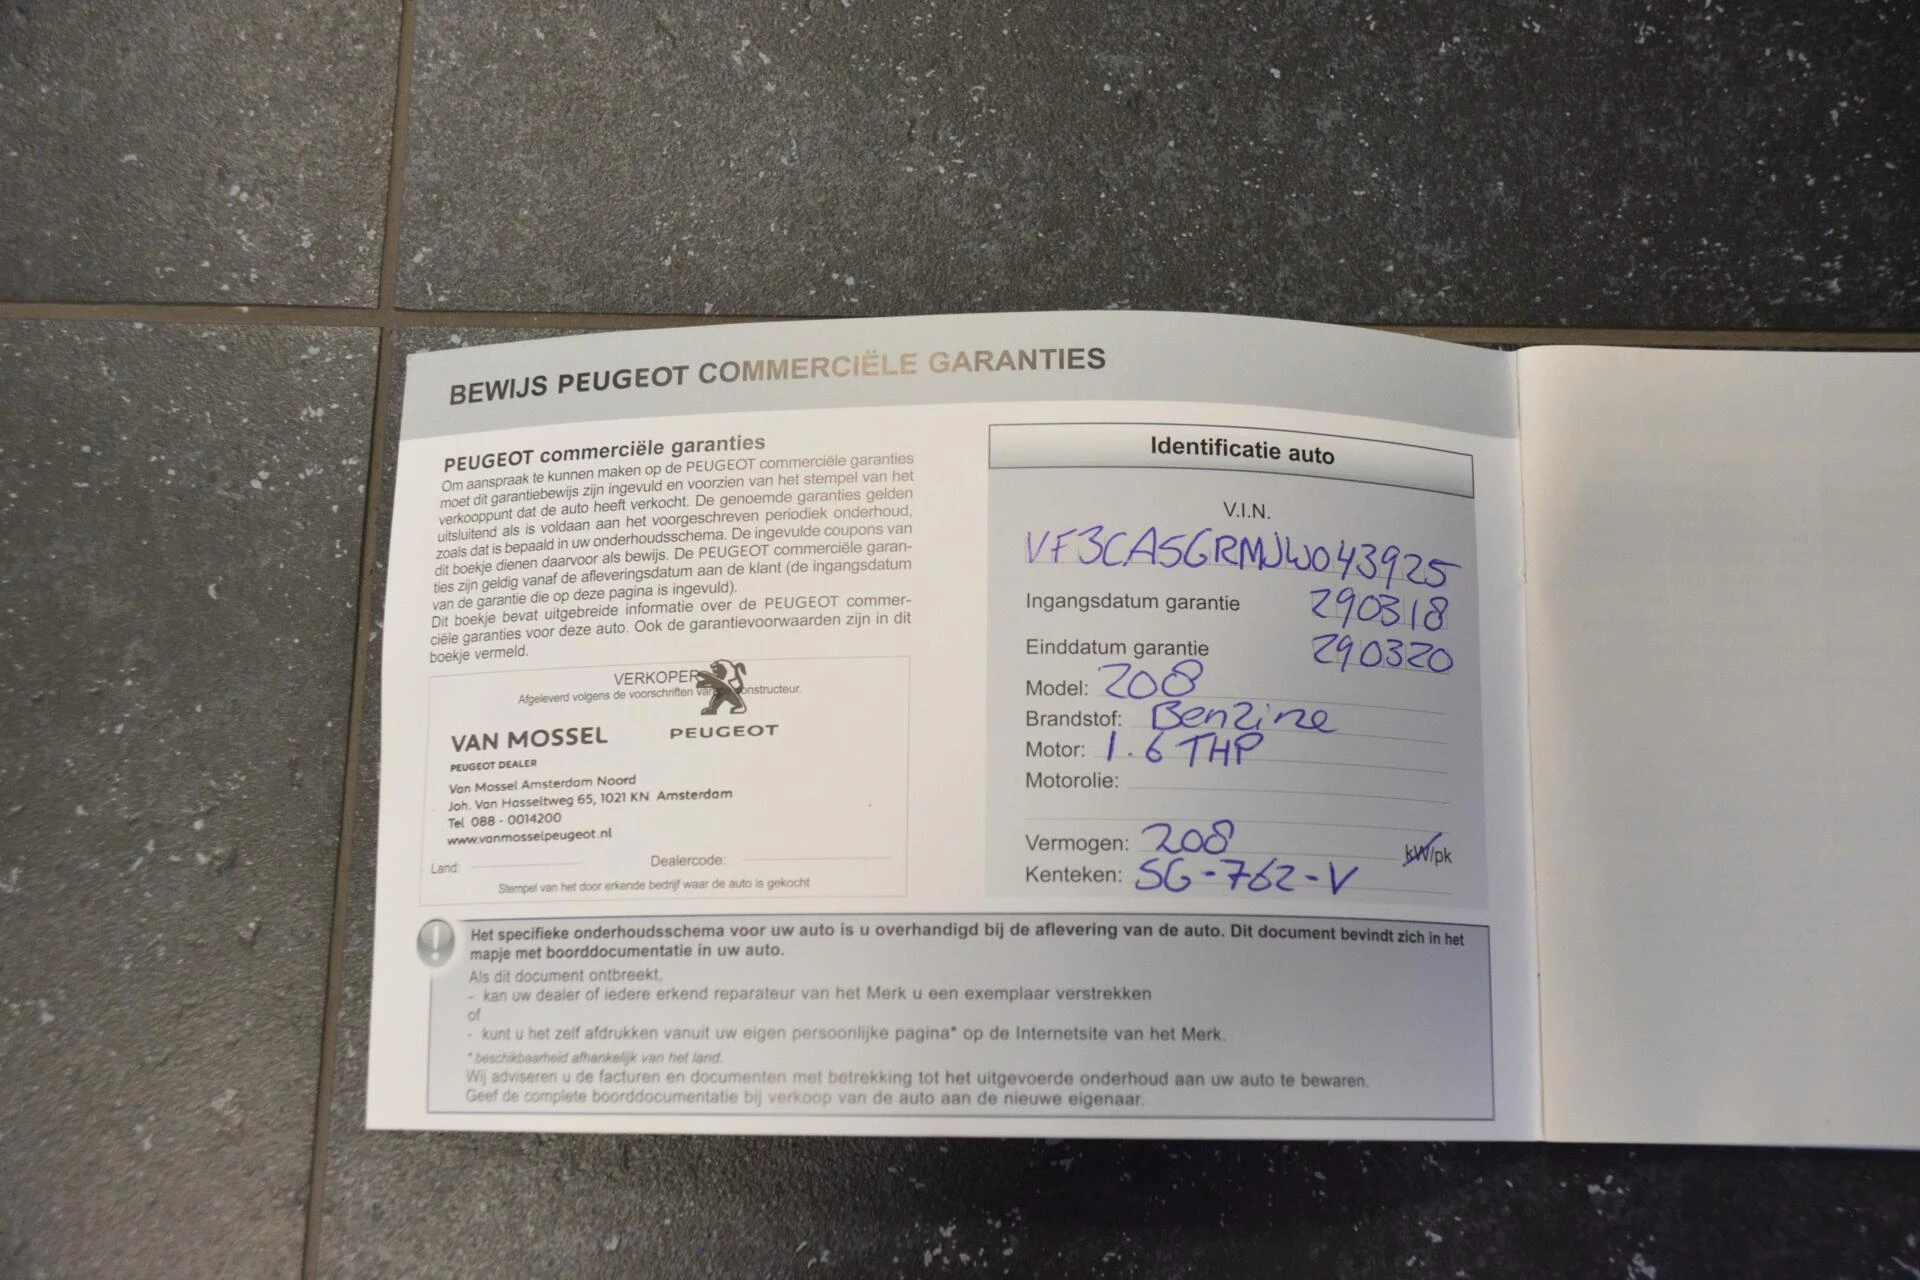 BEWIJS PEUGEOT COMMERCIËLE GARANTIES
PEUGEOT commerciële garanties
Om aanspraak te kunnen maken op de PEUGEOT commerciële garanties
moet dit garantiebewijs zijn ingevuld en voorzien van het stempel van het
verkooppunt dat de auto heeft verkocht. De genoemde garanties gelden
uitsluitend als is voldaan aan het voorgeschreven periodiek onderhoud,
zoals dat is bepaald in uw onderhoudsschema. De ingevulde coupons van
dit boekje dienen daarvoor als bewijs. De PEUGEOT commerciële garan-
ties zijn geldig vanaf de afleveringsdatum aan de klant (de ingangsdatum
van de garantie die op deze pagina is ingevuld).
Dit boekje bevat uitgebreide informatie over de PEUGEOT commer-
ciële garanties voor deze auto. Ook de garantievoorwaarden zijn in dit
boekje vermeld.
VERKOPER
Afgeleverd volgens de voorschriften van constructeur.
VAN MOSSEL
PEUGEOT
PEUGEOT DEALER
Van Mossel Amsterdam Noord
Joh. Van Hasseltweg 65, 1021 KN Amsterdam
Tel 088 - 0014200
www.vanmosselpeugeot.nl
Land:
Dealercode:
Stempel van het door erkende bedrijf waar de auto is gekocht
Identificatie auto
V.I.N.
VF3CA5GRMJW043925
Ingangsdatum garantie 290318
Einddatum garantie 290320
Model: 208
Brandstof: Benzine
Motor: 1.6 THP
Motorolie:
Vermogen: 208 kW/pk
Kenteken: SG-762-V
Het specifieke onderhoudsschema voor uw auto is u overhandigd bij de aflevering van de auto. Dit document bevindt zich in het
mapje met boorddocumentatie in uw auto.
Als dit document ontbreekt,
- kan uw dealer of iedere erkend reparateur van het Merk u een exemplaar verstrekken
of
- kunt u het zelf afdrukken vanuit uw eigen persoonlijke pagina* op de Internetsite van het Merk.
* beschikbaarheid afhankelijk van het land.
Wij adviseren u de facturen en documenten met betrekking tot het uitgevoerde onderhoud aan uw auto te bewaren.
Geef de complete boorddocumentatie bij verkoop van de auto aan de nieuwe eigenaar.